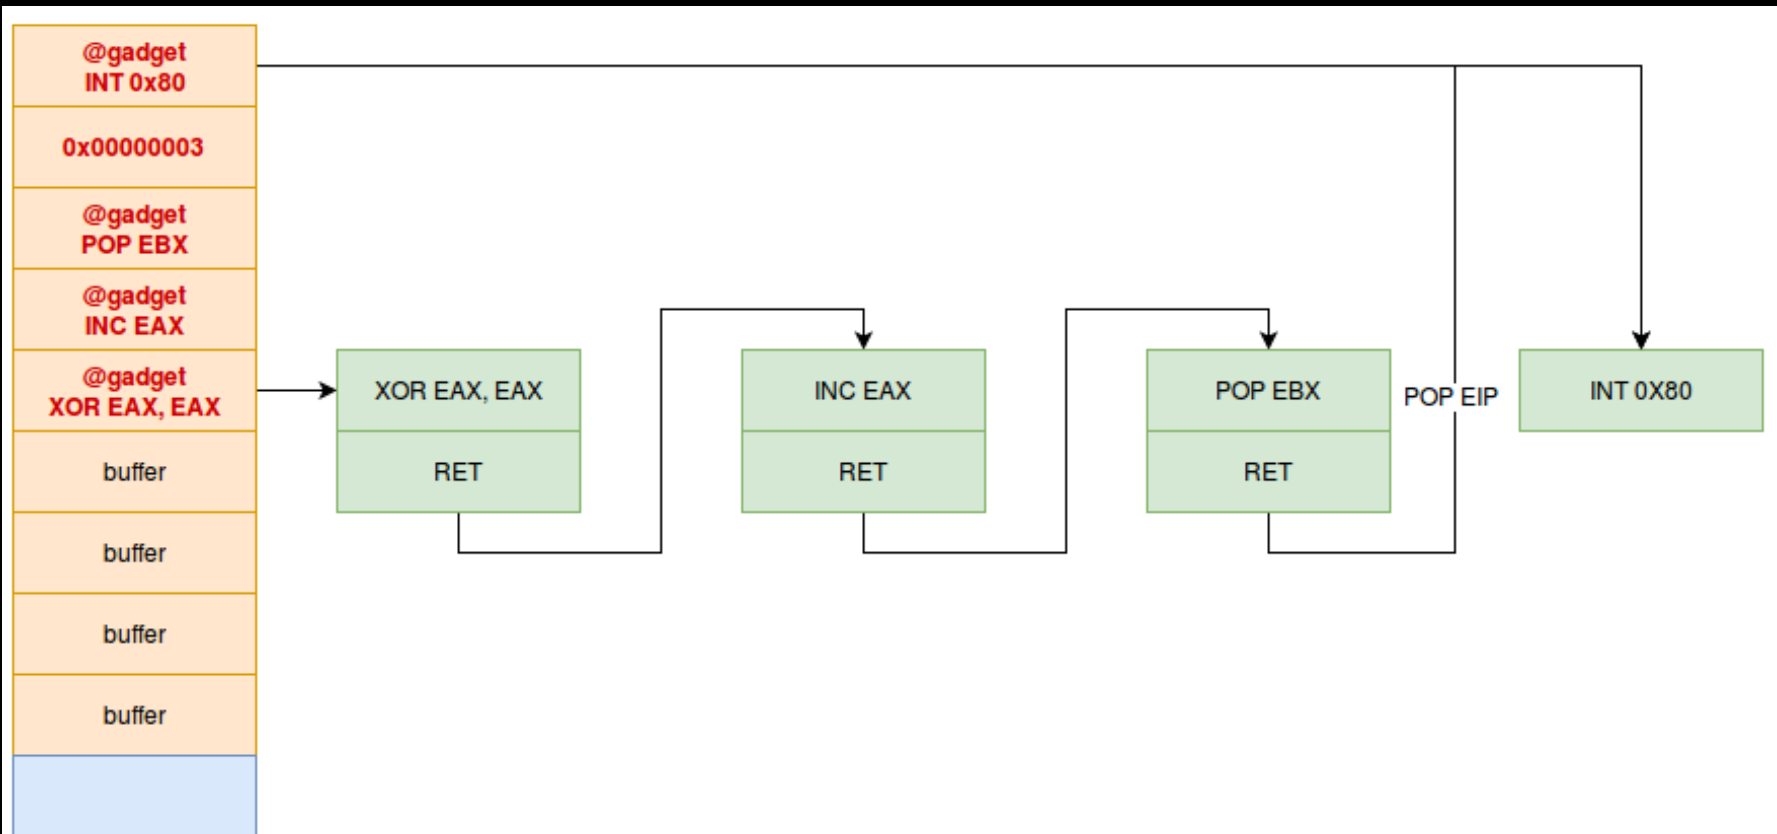 @gadget
INT 0x80
0x00000003
@gadget
POP EBX
@gadget
INC EAX
@gadget
XOR EAX, EAX
buffer
buffer
buffer
buffer
XOR EAX, EAX
RET
INC EAX
RET
POP EBX
RET
POP EIP
INT 0X80